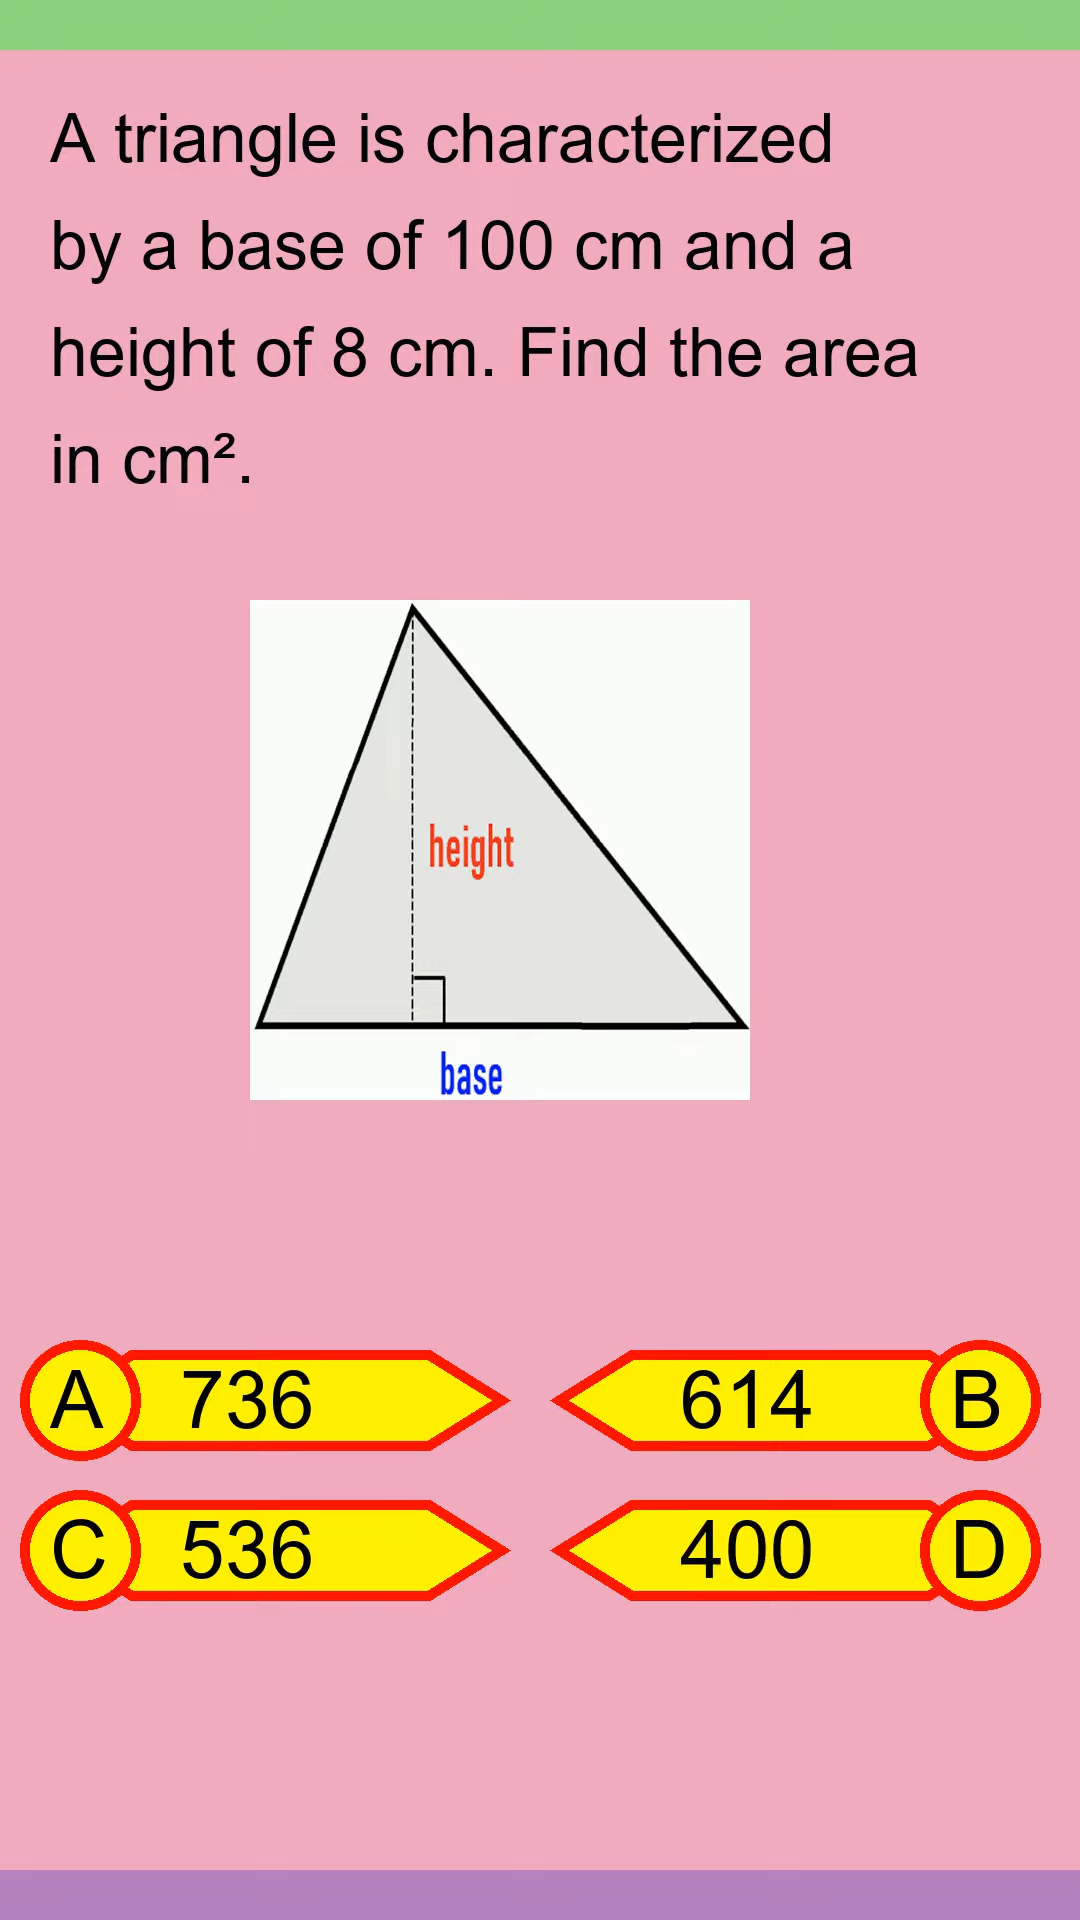 A triangle is characterized
by a base of 100 cm and a
height of 8 cm. Find the area
in cm².
height
base
A 736
614 B
C 536
400 D